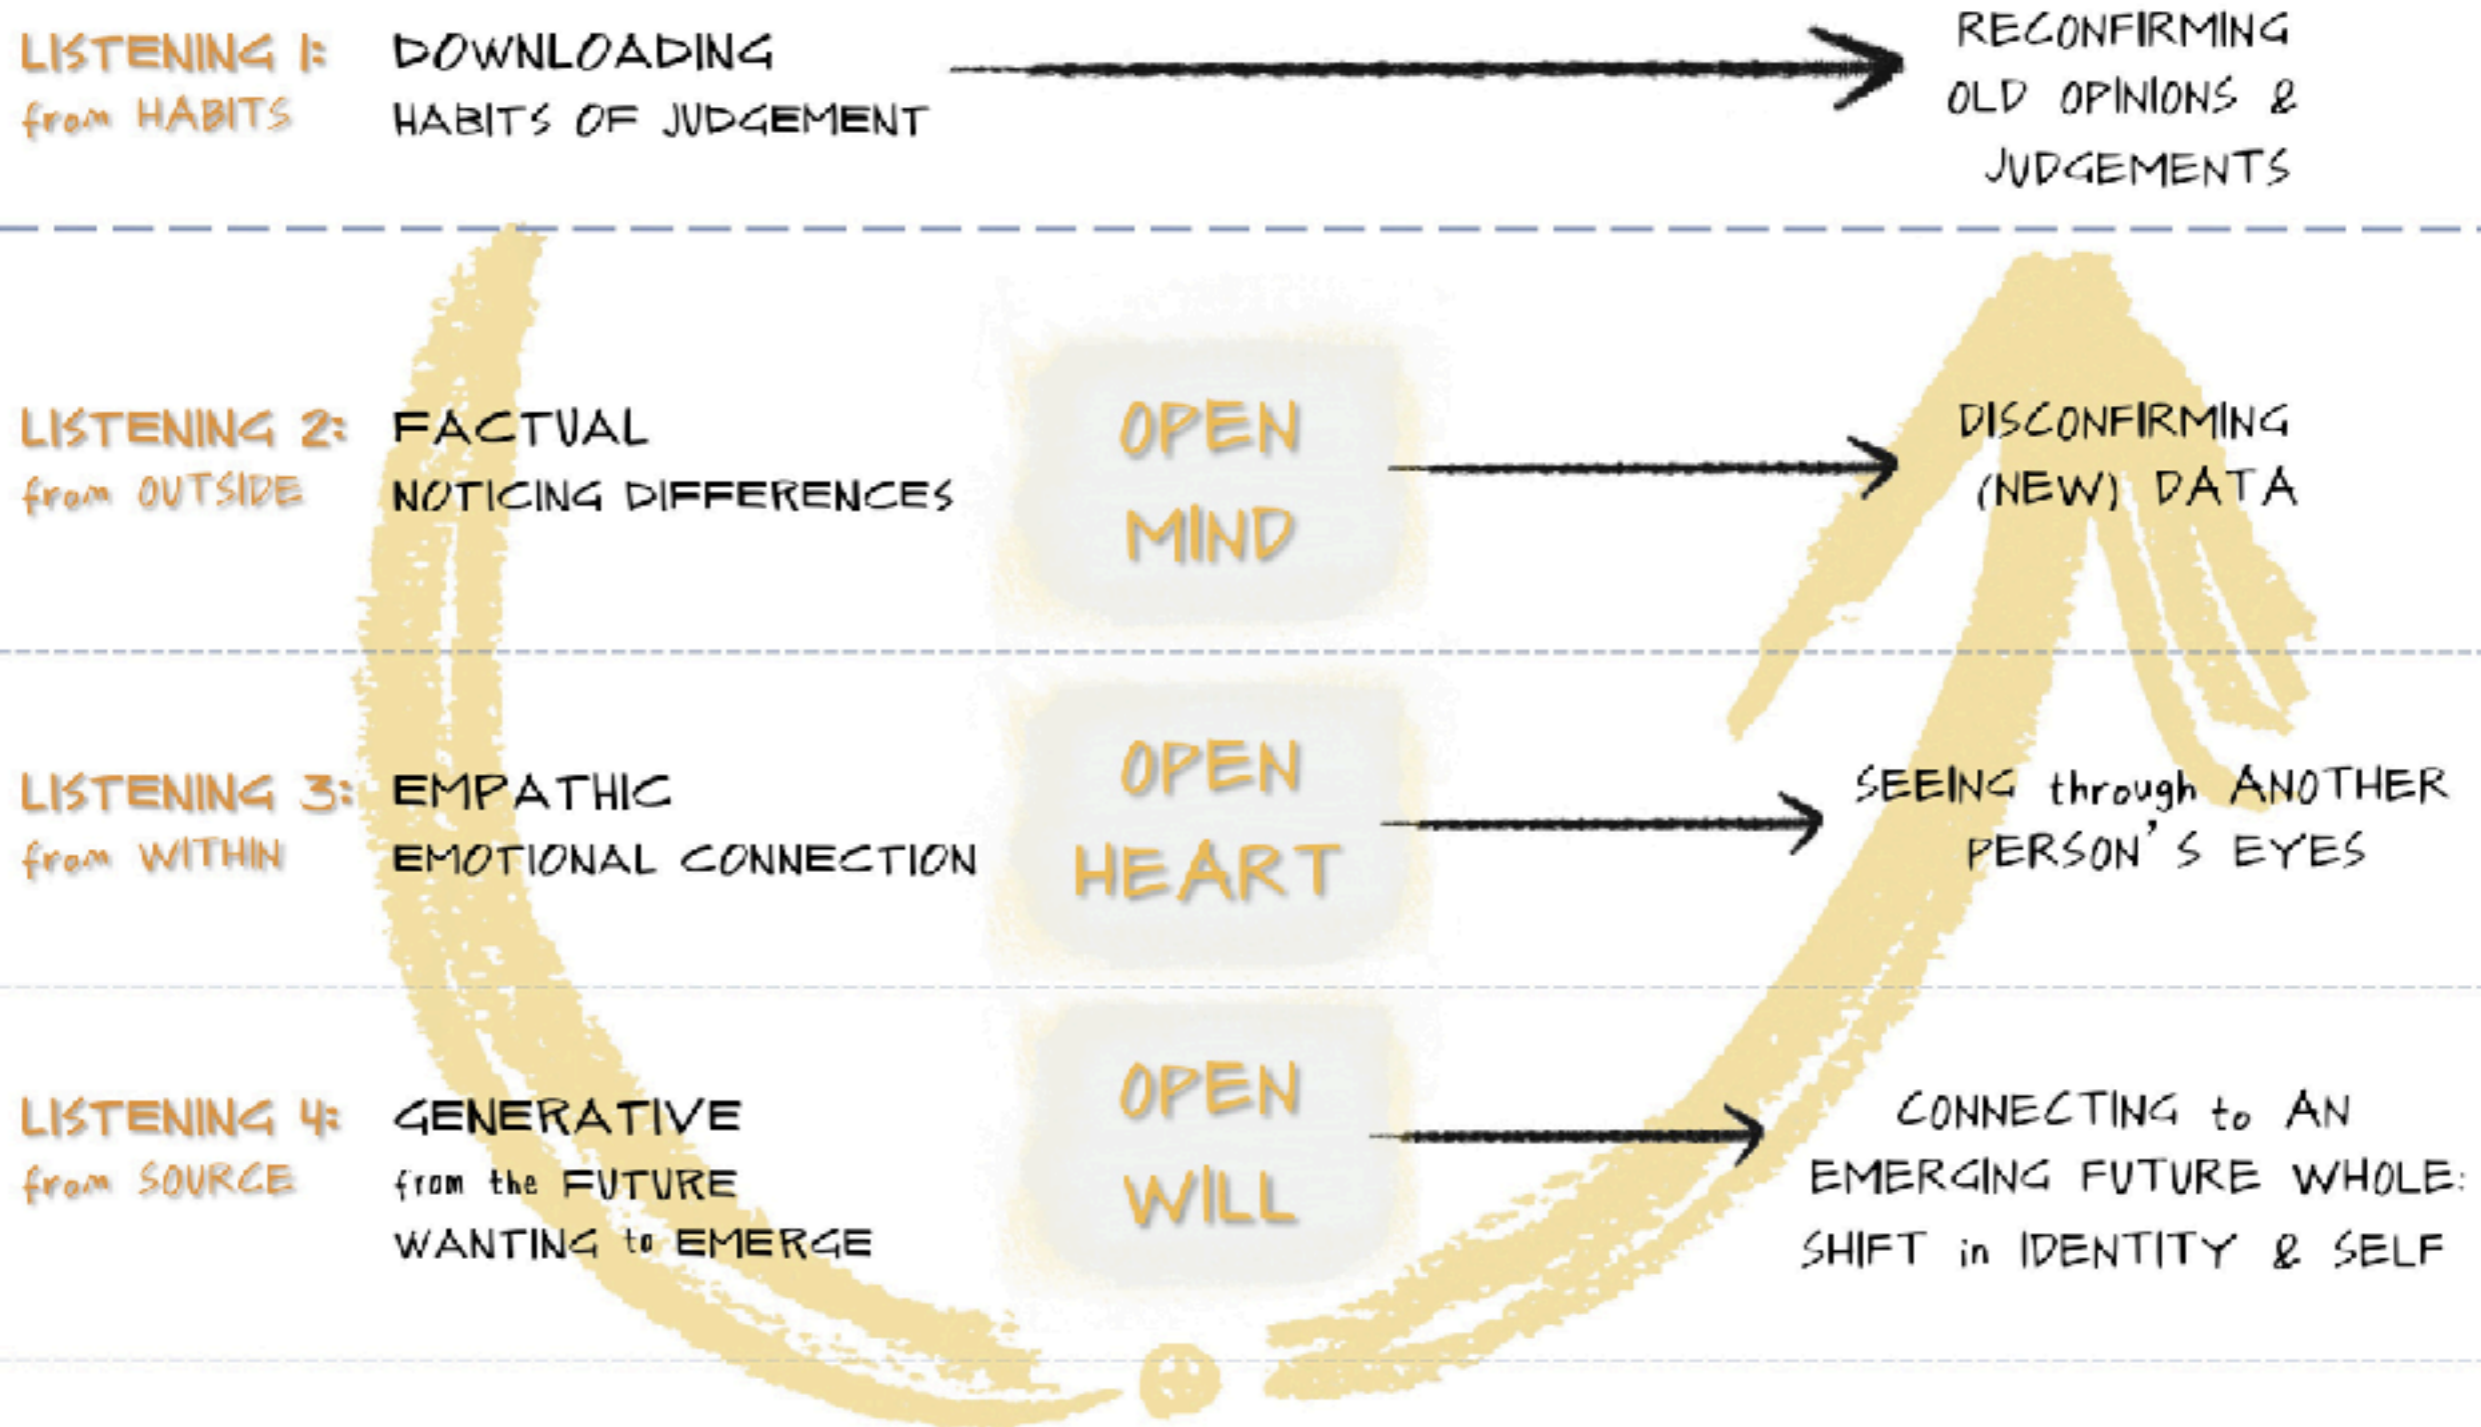 LISTENING 1:
from HABITS
DOWNLOADING
HABITS OF JUDGEMENT
RECONFIRMING
OLD OPINIONS &
JUDGEMENTS
LISTENING 2:
from OUTSIDE
FACTUAL
NOTICING DIFFERENCES
OPEN
MIND
DISCONFIRMING
(NEW) DATA
LISTENING 3:
from WITHIN
EMPATHIC
EMOTIONAL CONNECTION
OPEN
HEART
SEEING through ANOTHER
PERSON'S EYES
LISTENING 4:
from SOURCE
GENERATIVE
from the FUTURE
WANTING to EMERGE
OPEN
WILL
CONNECTING to AN
EMERGING FUTURE WHOLE:
SHIFT in IDENTITY & SELF